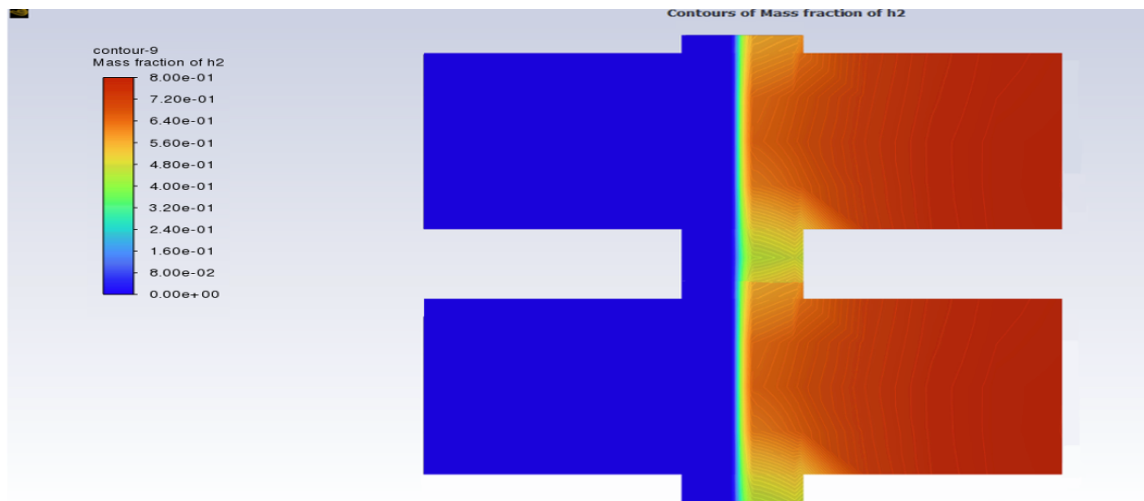 Contours of Mass fraction of h2
contour-9
Mass fraction of h2
8.00e-01
7.20e-01
6.40e-01
5.60e-01
4.80e-01
4.00e-01
3.20e-01
2.40e-01
1.60e-01
8.00e-02
0.00e+00